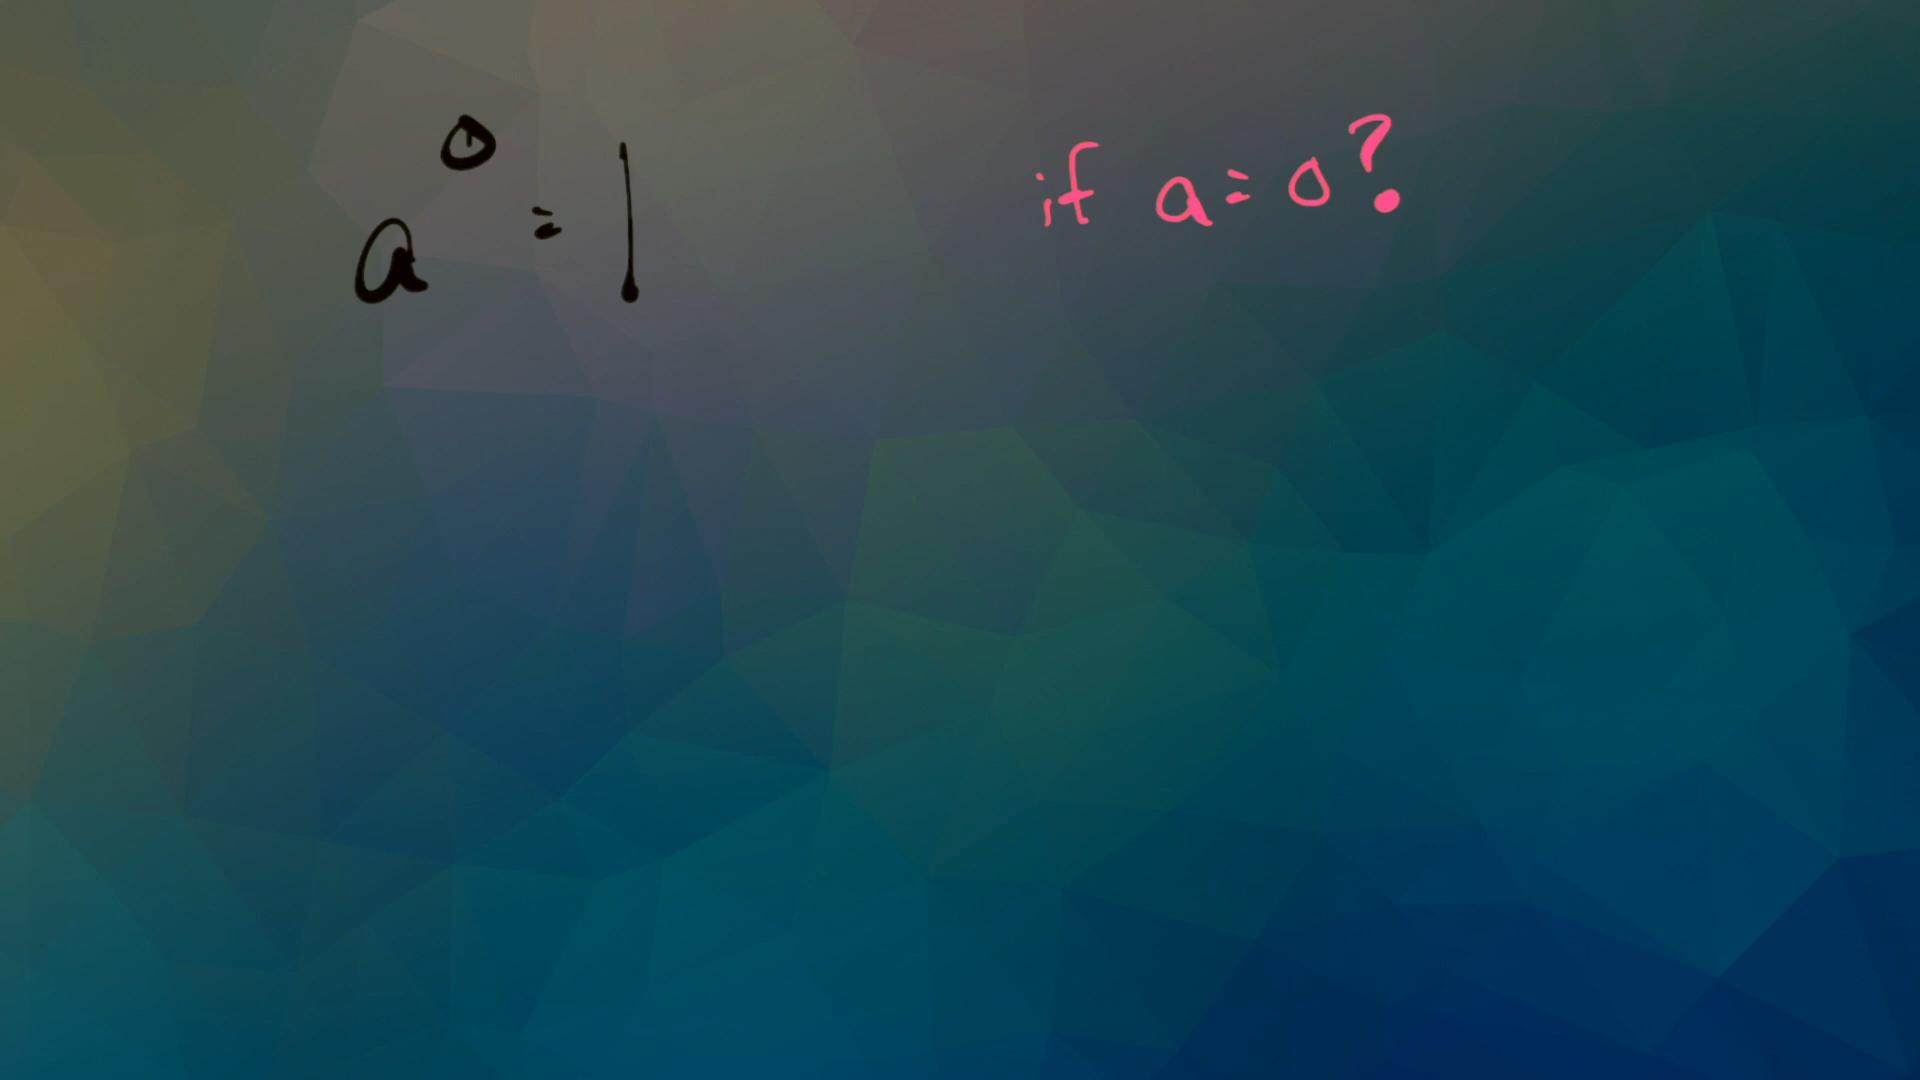 a⁰ = 1
if a = 0?